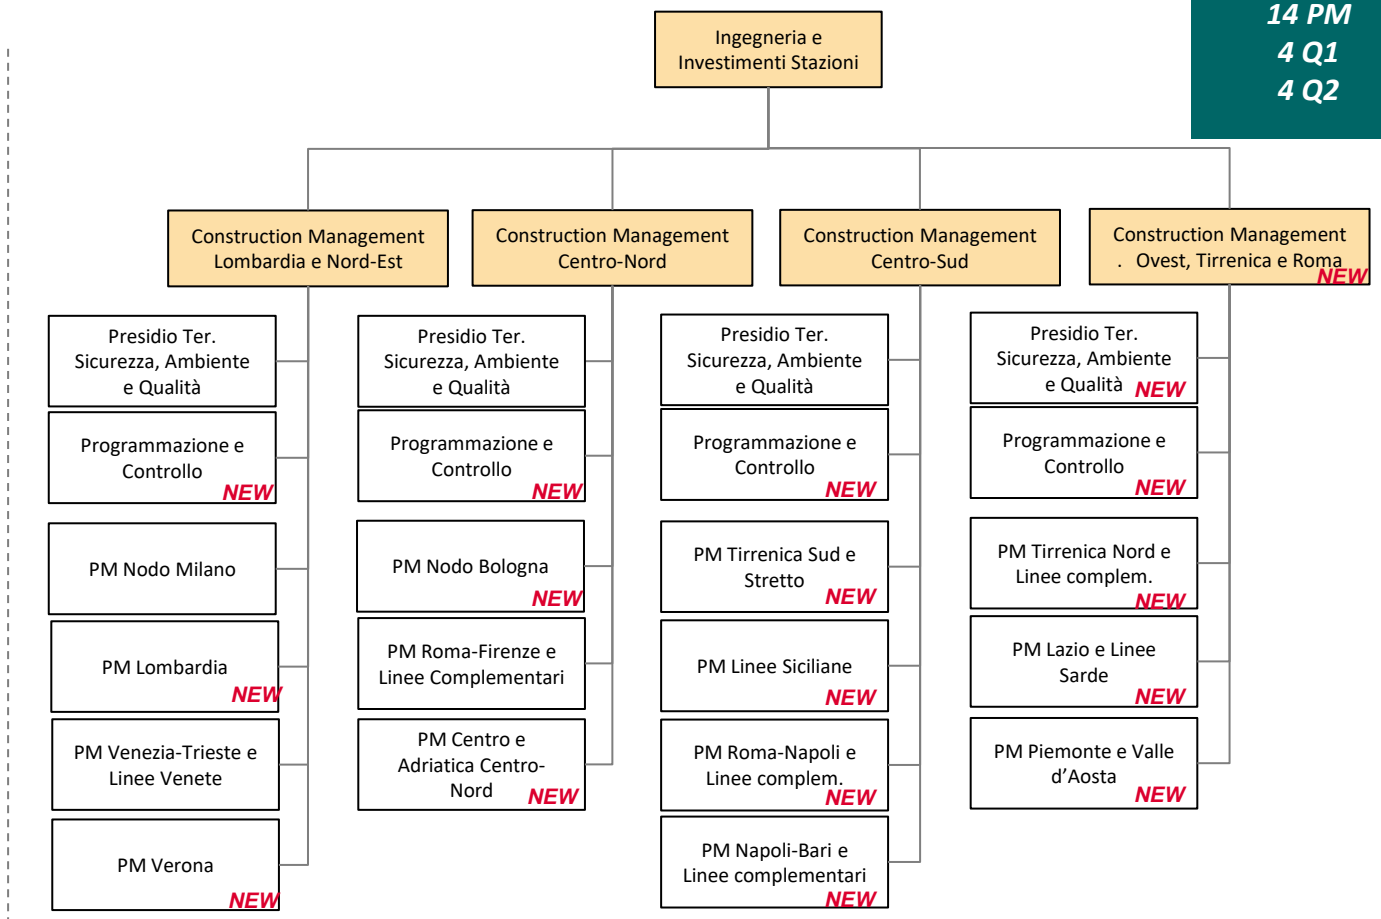 14 PM
4 Q1
4 Q2
Ingegneria e
Investimenti Stazioni
Construction Management
Lombardia e Nord-Est
Construction Management
Centro-Nord
Construction Management
Centro-Sud
Construction Management
. Ovest, Tirrenica e Roma
NEW
Presidio Ter.
Sicurezza, Ambiente
e Qualità
Programmazione e
Controllo
NEW
PM Nodo Milano
PM Lombardia
NEW
PM Venezia-Trieste e
Linee Venete
PM Verona
NEW
Presidio Ter.
Sicurezza, Ambiente
e Qualità
Programmazione e
Controllo
NEW
PM Nodo Bologna
NEW
PM Roma-Firenze e
Linee Complementari
PM Centro e
Adriatica Centro-
Nord
NEW
Presidio Ter.
Sicurezza, Ambiente
e Qualità
Programmazione e
Controllo
NEW
PM Tirrenica Sud e
Stretto
NEW
PM Linee Siciliane
NEW
PM Roma-Napoli e
Linee complem.
NEW
PM Napoli-Bari e
Linee complementari
NEW
Presidio Ter.
Sicurezza, Ambiente
e Qualità
NEW
Programmazione e
Controllo
NEW
PM Tirrenica Nord e
Linee complem.
NEW
PM Lazio e Linee
Sarde
NEW
PM Piemonte e Valle
d’Aosta
NEW